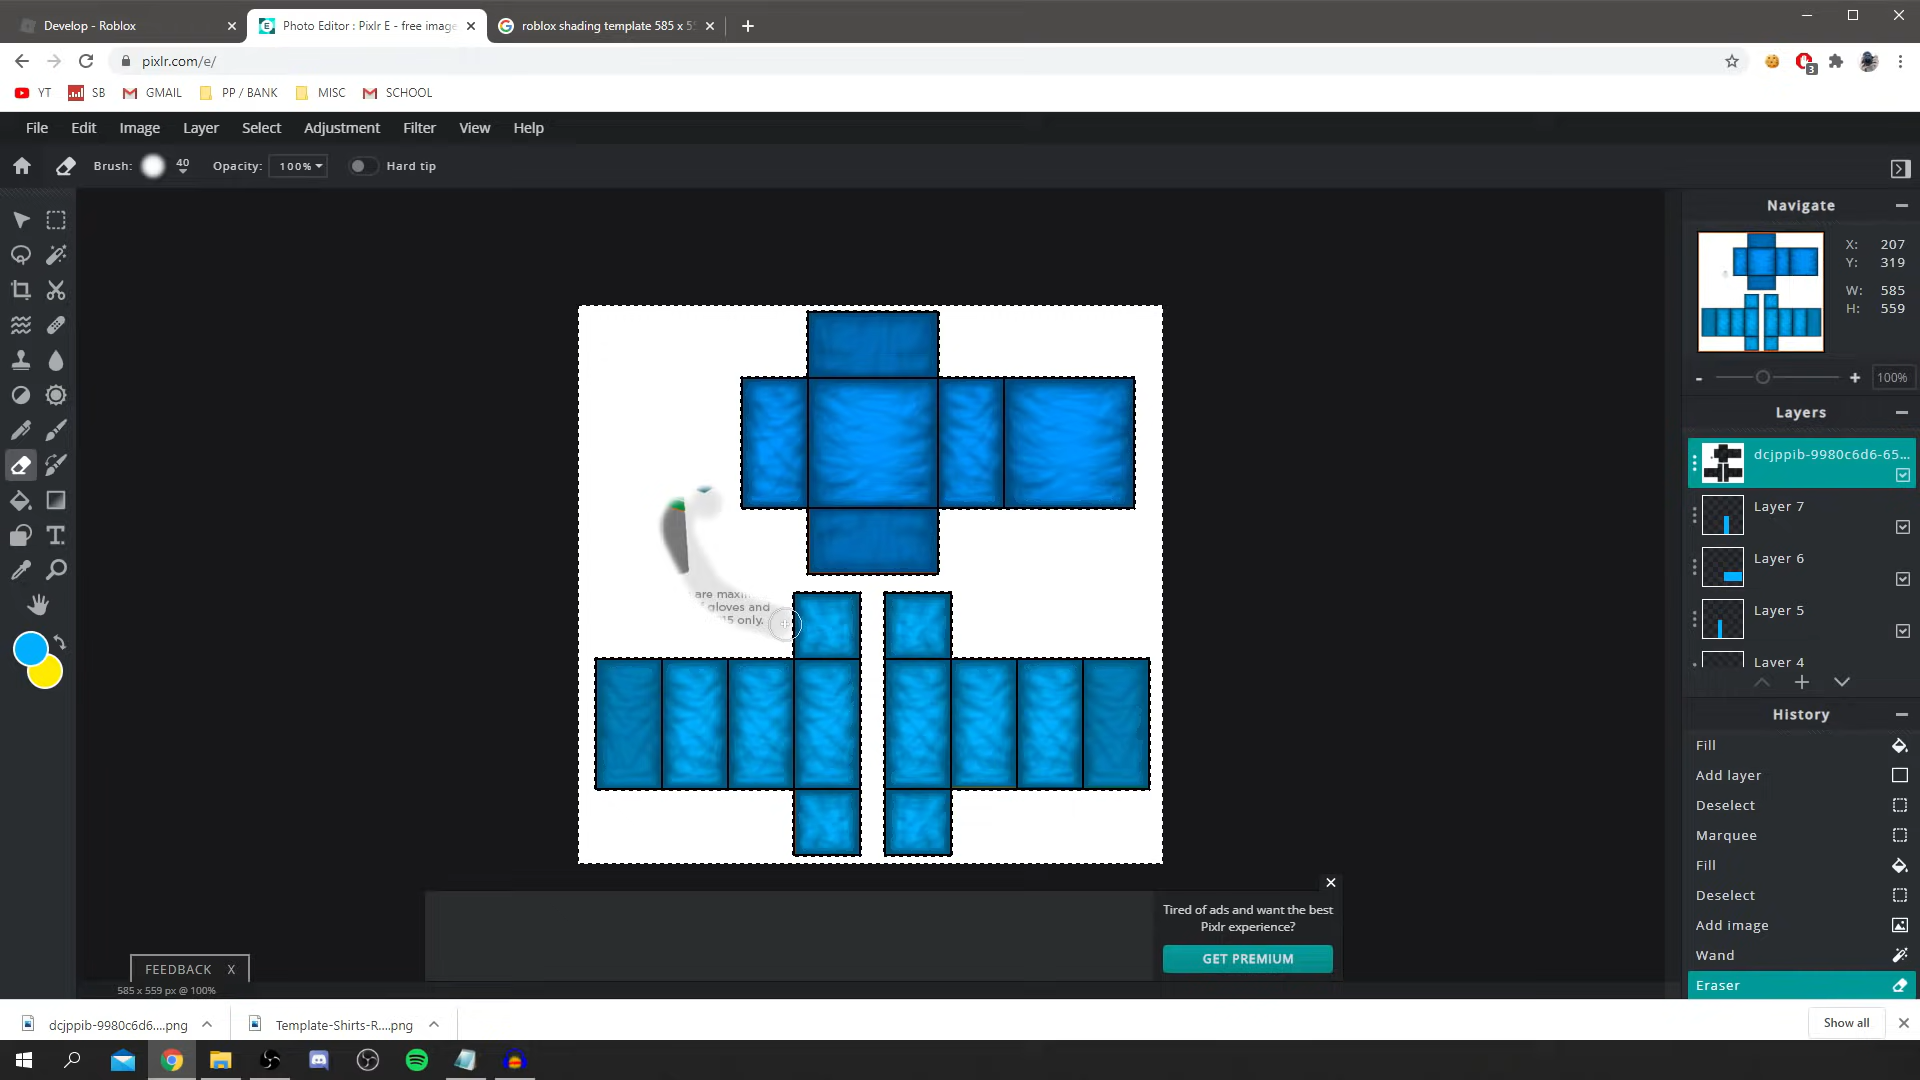 Develop - Roblox
Photo Editor : Pixlr E - free image
roblox shading template 585 x 5
pixlr.com/e/
3
YT
SB
GMAIL
PP / BANK
MISC
SCHOOL
File Edit Image Layer Select Adjustment Filter View Help
Brush: 40 Opacity: 100% Hard tip
Navigate
X: 207
Y: 319
W: 585
H: 559
100%
Layers
dcjppib-9980c6d6-65...
Layer 7
Layer 6
Layer 5
Layer 4
are maxi
gloves and
15 only.
History
Fill
Add layer
Deselect
Marquee
Fill
Deselect
Add image
Wand
Eraser
Tired of ads and want the best
Pixlr experience?
GET PREMIUM
FEEDBACK X
585 x 559 px @ 100%
dcjppib-9980c6d6....png
Template-Shirts-R....png
Show all